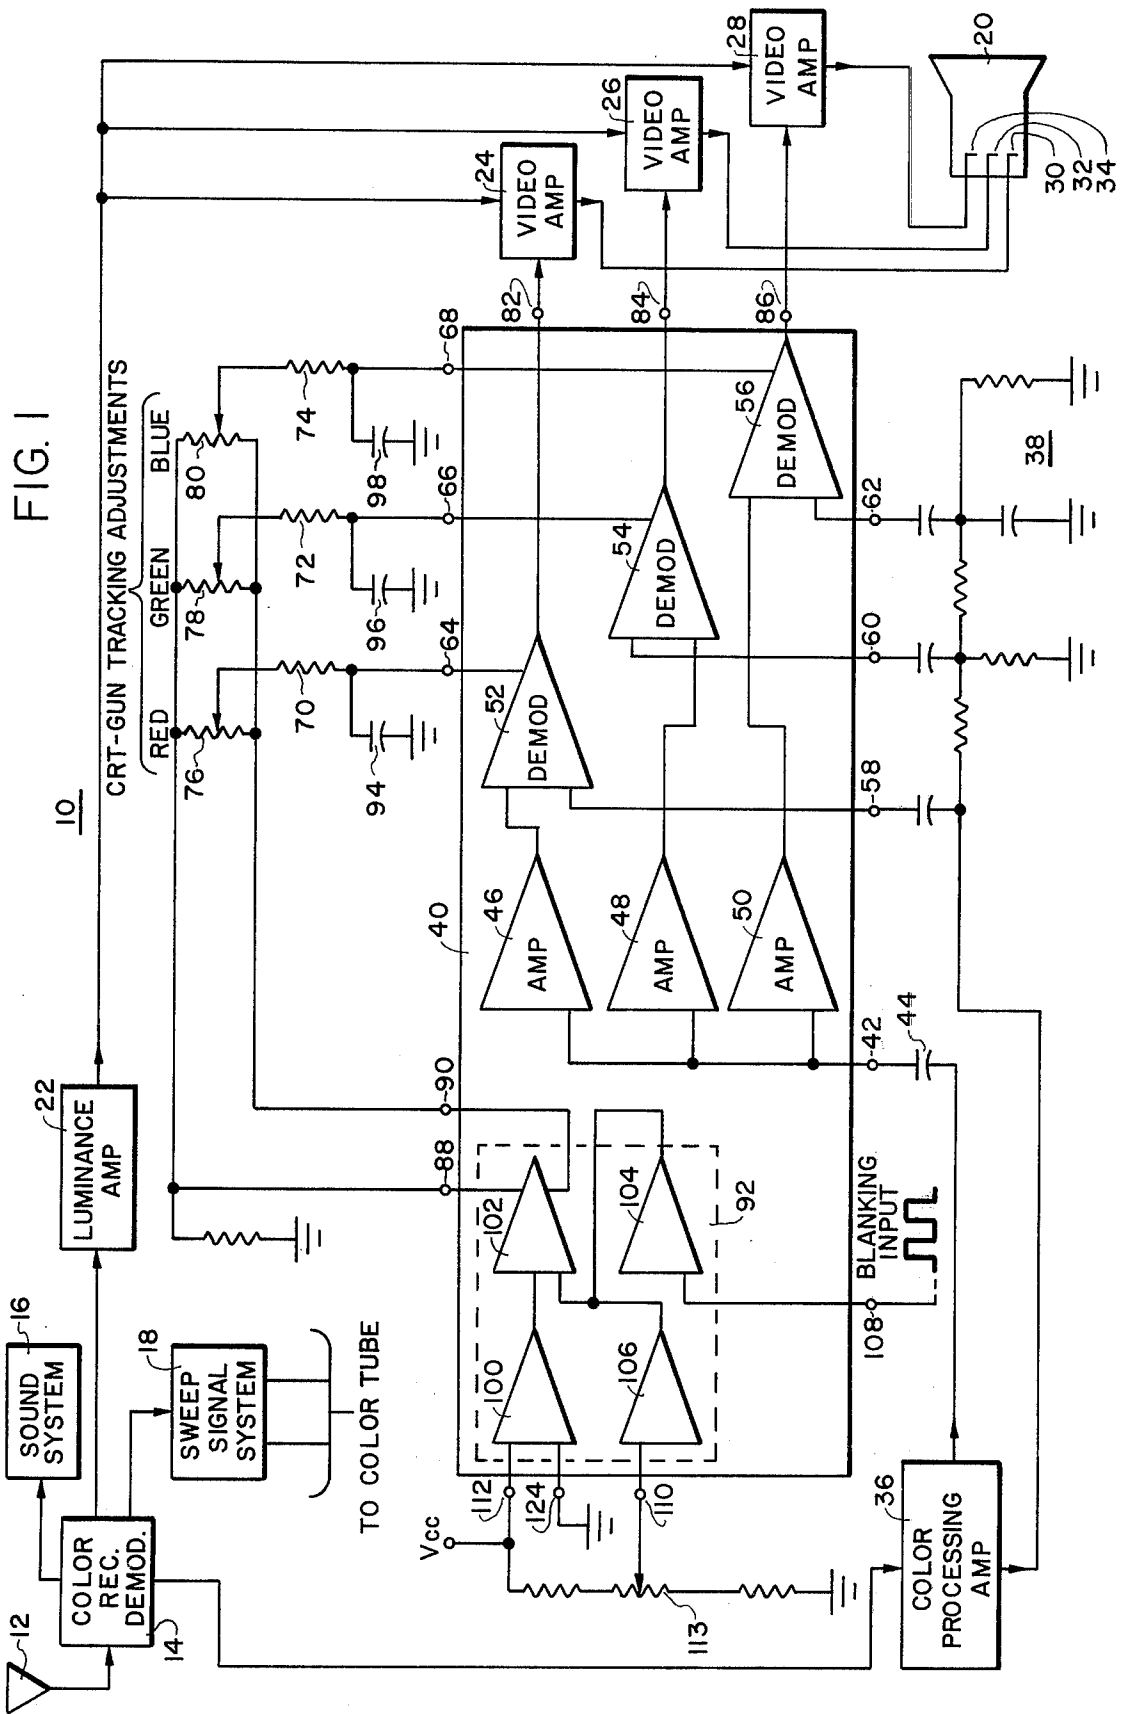 FIG. 1
10
CRT-GUN TRACKING ADJUSTMENTS
RED
GREEN
BLUE
12
14
COLOR
REC.
DEMOD.
16
SOUND
SYSTEM
18
SWEEP
SIGNAL
SYSTEM
TO COLOR TUBE
22
LUMINANCE
AMP
76
78
80
70
72
74
94
96
98
88
90
64
66
68
40
24
VIDEO
AMP
26
VIDEO
AMP
28
VIDEO
AMP
82
84
86
20
30
32
34
Vcc
112
124
110
113
100
102
104
106
92
46
AMP
48
AMP
50
AMP
52
DEMOD
54
DEMOD
56
DEMOD
108
BLANKING
INPUT
42
44
58
60
62
38
36
COLOR
PROCESSING
AMP